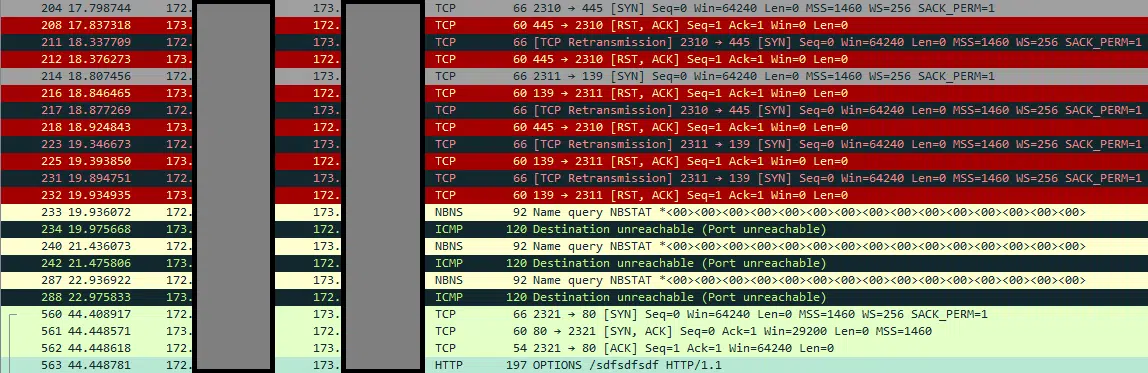 204 17.798744 172. 173. TCP 66 2310 → 445 [SYN] Seq=0 Win=64240 Len=0 MSS=1460 WS=256 SACK_PERM=1
208 17.837318 173. 172. TCP 60 445 → 2310 [RST, ACK] Seq=1 Ack=1 Win=0 Len=0
211 18.337709 172. 173. TCP 66 [TCP Retransmission] 2310 → 445 [SYN] Seq=0 Win=64240 Len=0 MSS=1460 WS=256 SACK_PERM=1
212 18.376273 173. 172. TCP 60 445 → 2310 [RST, ACK] Seq=1 Ack=1 Win=0 Len=0
214 18.807456 172. 173. TCP 66 2311 → 139 [SYN] Seq=0 Win=64240 Len=0 MSS=1460 WS=256 SACK_PERM=1
216 18.846465 173. 172. TCP 60 139 → 2311 [RST, ACK] Seq=1 Ack=1 Win=0 Len=0
217 18.877269 172. 173. TCP 66 [TCP Retransmission] 2310 → 445 [SYN] Seq=0 Win=64240 Len=0 MSS=1460 WS=256 SACK_PERM=1
218 18.924843 173. 172. TCP 60 445 → 2310 [RST, ACK] Seq=1 Ack=1 Win=0 Len=0
223 19.346673 172. 173. TCP 66 [TCP Retransmission] 2311 → 139 [SYN] Seq=0 Win=64240 Len=0 MSS=1460 WS=256 SACK_PERM=1
225 19.393850 173. 172. TCP 60 139 → 2311 [RST, ACK] Seq=1 Ack=1 Win=0 Len=0
231 19.894751 172. 173. TCP 66 [TCP Retransmission] 2311 → 139 [SYN] Seq=0 Win=64240 Len=0 MSS=1460 WS=256 SACK_PERM=1
232 19.934935 173. 172. TCP 60 139 → 2311 [RST, ACK] Seq=1 Ack=1 Win=0 Len=0
233 19.936072 172. 173. NBNS 92 Name query NBSTAT *<00><00><00><00><00><00><00><00><00><00><00><00><00><00><00>
234 19.975668 173. 172. ICMP 120 Destination unreachable (Port unreachable)
240 21.436073 172. 173. NBNS 92 Name query NBSTAT *<00><00><00><00><00><00><00><00><00><00><00><00><00><00><00>
242 21.475806 173. 172. ICMP 120 Destination unreachable (Port unreachable)
287 22.936922 172. 173. NBNS 92 Name query NBSTAT *<00><00><00><00><00><00><00><00><00><00><00><00><00><00><00>
288 22.975833 173. 172. ICMP 120 Destination unreachable (Port unreachable)
560 44.408917 172. 173. TCP 66 2321 → 80 [SYN] Seq=0 Win=64240 Len=0 MSS=1460 WS=256 SACK_PERM=1
561 44.448571 173. 172. TCP 60 80 → 2321 [SYN, ACK] Seq=0 Ack=1 Win=29200 Len=0 MSS=1460
562 44.448618 172. 173. TCP 54 2321 → 80 [ACK] Seq=1 Ack=1 Win=64240 Len=0
563 44.448781 172. 173. HTTP 197 OPTIONS /sdfsdfsdf HTTP/1.1